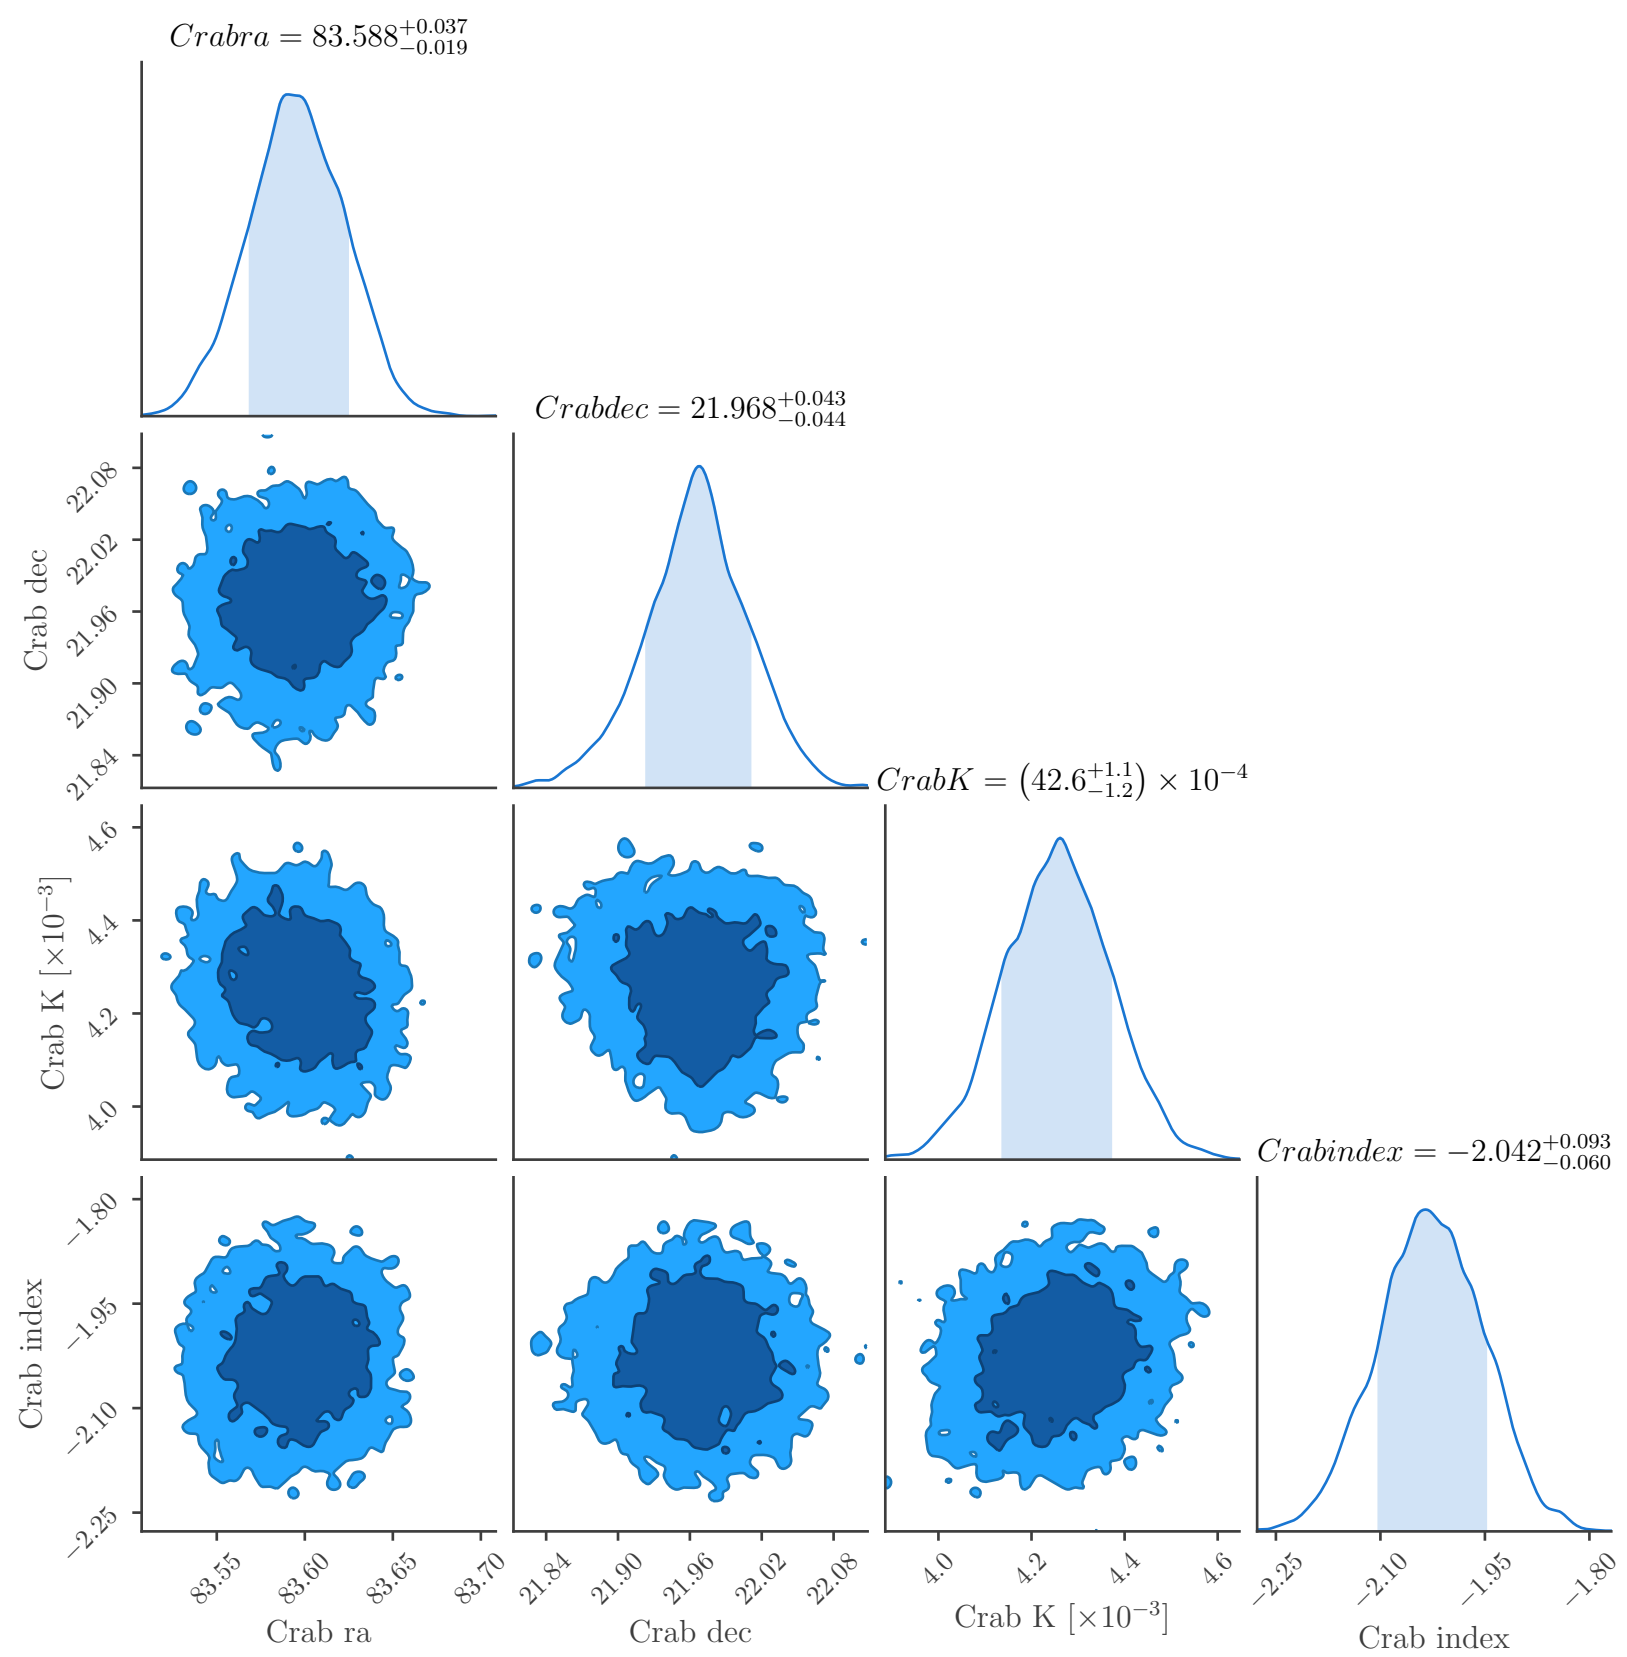 Crabra = 83.588^{+0.037}_{-0.019}
Crabdec = 21.968^{+0.043}_{-0.044}
22.08
22.02
21.96
21.90
21.84
Crab dec
CrabK = (42.6^{+1.1}_{-1.2}) × 10^{-4}
4.6
4.4
4.2
4.0
Crab K [×10^{-3}]
Crabindex = −2.042^{+0.093}_{-0.060}
−1.80
−1.95
−2.10
−2.25
Crab index
83.55 83.60 83.65 83.70
21.84 21.90 21.96 22.02 22.08
4.0 4.2 4.4 4.6
−2.25 −2.10 −1.95 −1.80
Crab ra
Crab dec
Crab K [×10^{-3}]
Crab index